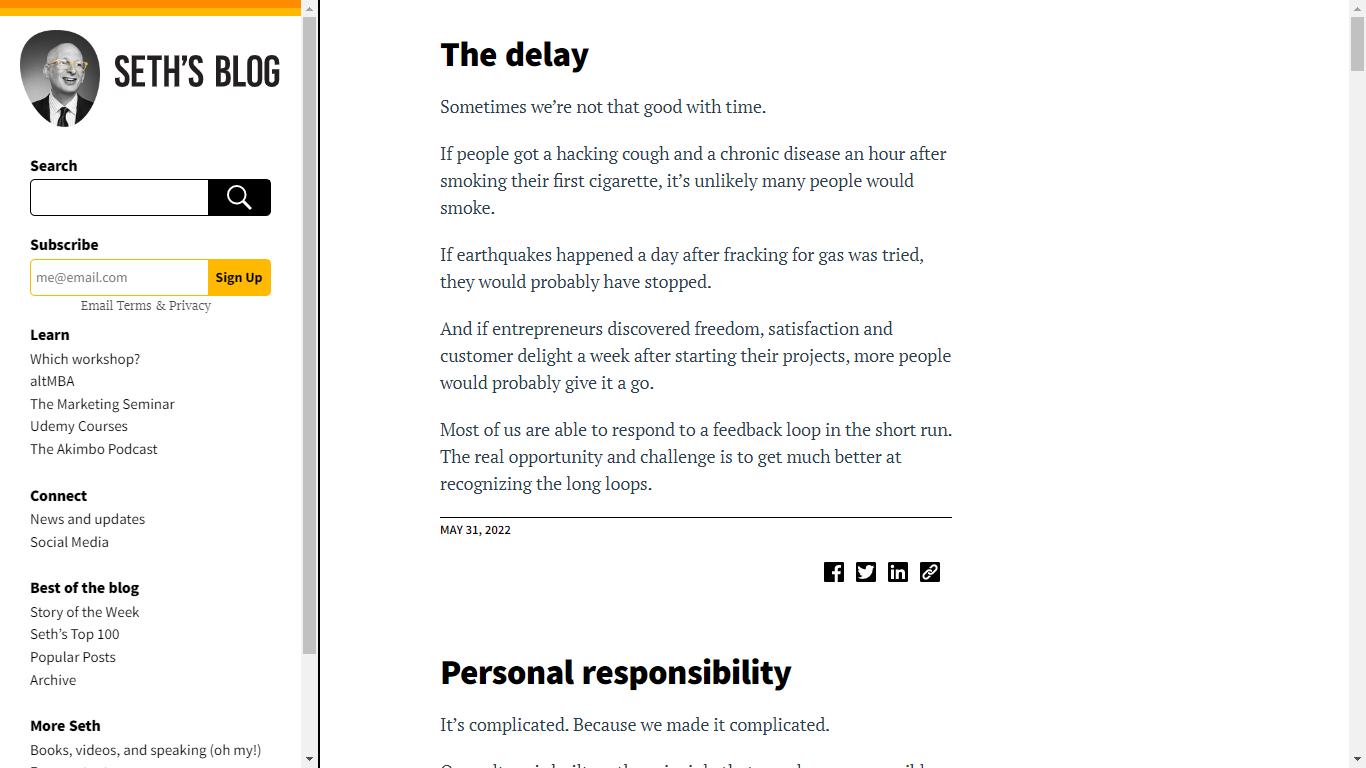 SETH'S BLOG
Search
Subscribe
me@email.com
Sign Up
Email Terms & Privacy
Learn
Which workshop?
altMBA
The Marketing Seminar
Udemy Courses
The Akimbo Podcast
Connect
News and updates
Social Media
Best of the blog
Story of the Week
Seth’s Top 100
Popular Posts
Archive
More Seth
Books, videos, and speaking (oh my!)
The delay
Sometimes we’re not that good with time.
If people got a hacking cough and a chronic disease an hour after
smoking their first cigarette, it’s unlikely many people would
smoke.
If earthquakes happened a day after fracking for gas was tried,
they would probably have stopped.
And if entrepreneurs discovered freedom, satisfaction and
customer delight a week after starting their projects, more people
would probably give it a go.
Most of us are able to respond to a feedback loop in the short run.
The real opportunity and challenge is to get much better at
recognizing the long loops.
MAY 31, 2022
Personal responsibility
It’s complicated. Because we made it complicated.